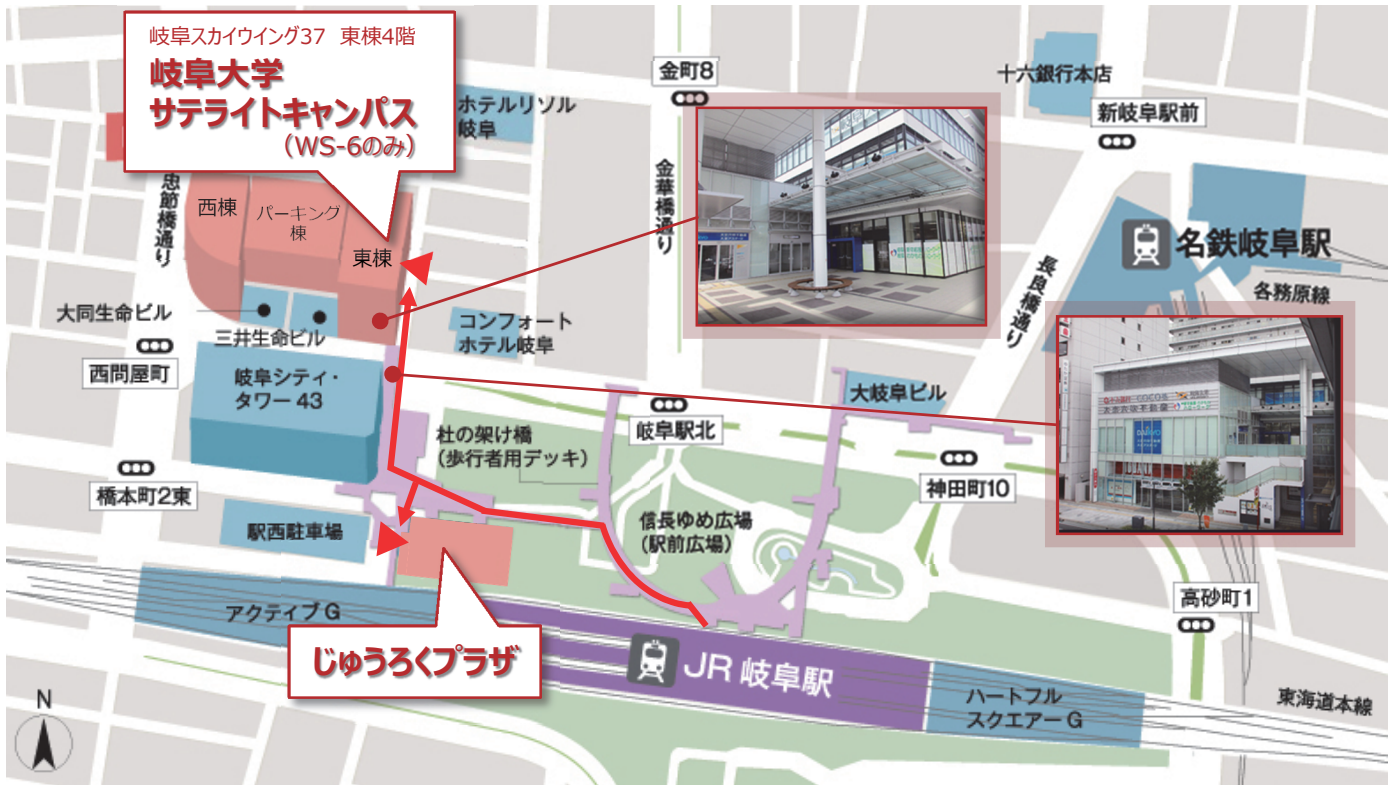 岐阜スカイウイング37 東棟4階
岐阜大学
サテライトキャンパス
(WS-6のみ)
ホテルリソル
岐阜
金町8
十六銀行本店
新岐阜駅前
忠節橋通り
西棟
パーキング
棟
東棟
金華橋通り
長良橋通り
名鉄岐阜駅
各務原線
大同生命ビル
三井生命ビル
コンフォート
ホテル岐阜
西問屋町
岐阜シティ・
タワー43
大岐阜ビル
岐阜駅北
杜の架け橋
(歩行者用デッキ)
神田町10
橋本町2東
駅西駐車場
信長ゆめ広場
(駅前広場)
高砂町1
アクティブG
じゅうろくプラザ
JR岐阜駅
ハートフル
スクエアーG
東海道本線
N